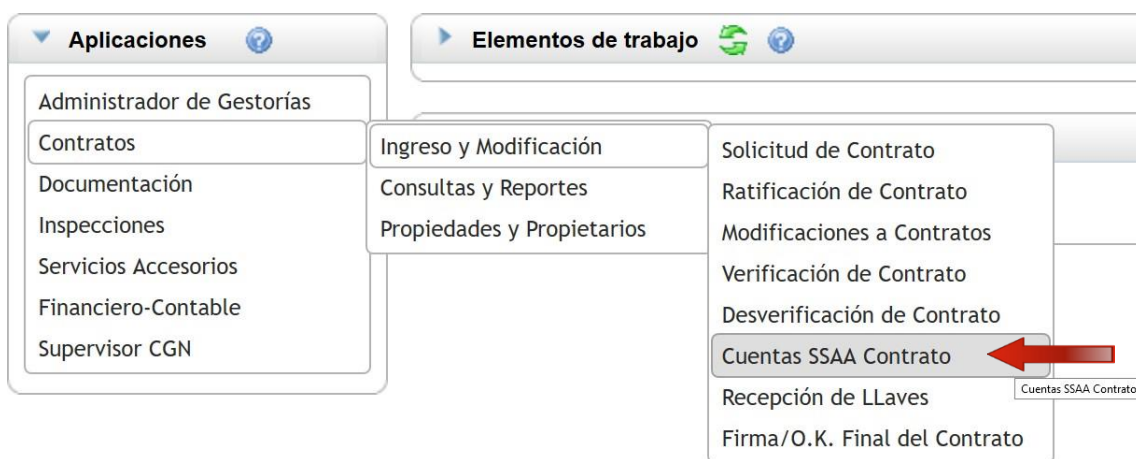 Aplicaciones
Elementos de trabajo
Administrador de Gestorías
Contratos
Documentación
Inspecciones
Servicios Accesorios
Financiero-Contable
Supervisor CGN
Ingreso y Modificación
Consultas y Reportes
Propiedades y Propietarios
Solicitud de Contrato
Ratificación de Contrato
Modificaciones a Contratos
Verificación de Contrato
Desverificación de Contrato
Cuentas SSAA Contrato
Cuentas SSAA Contrato
Recepción de LLaves
Firma/O.K. Final del Contrato